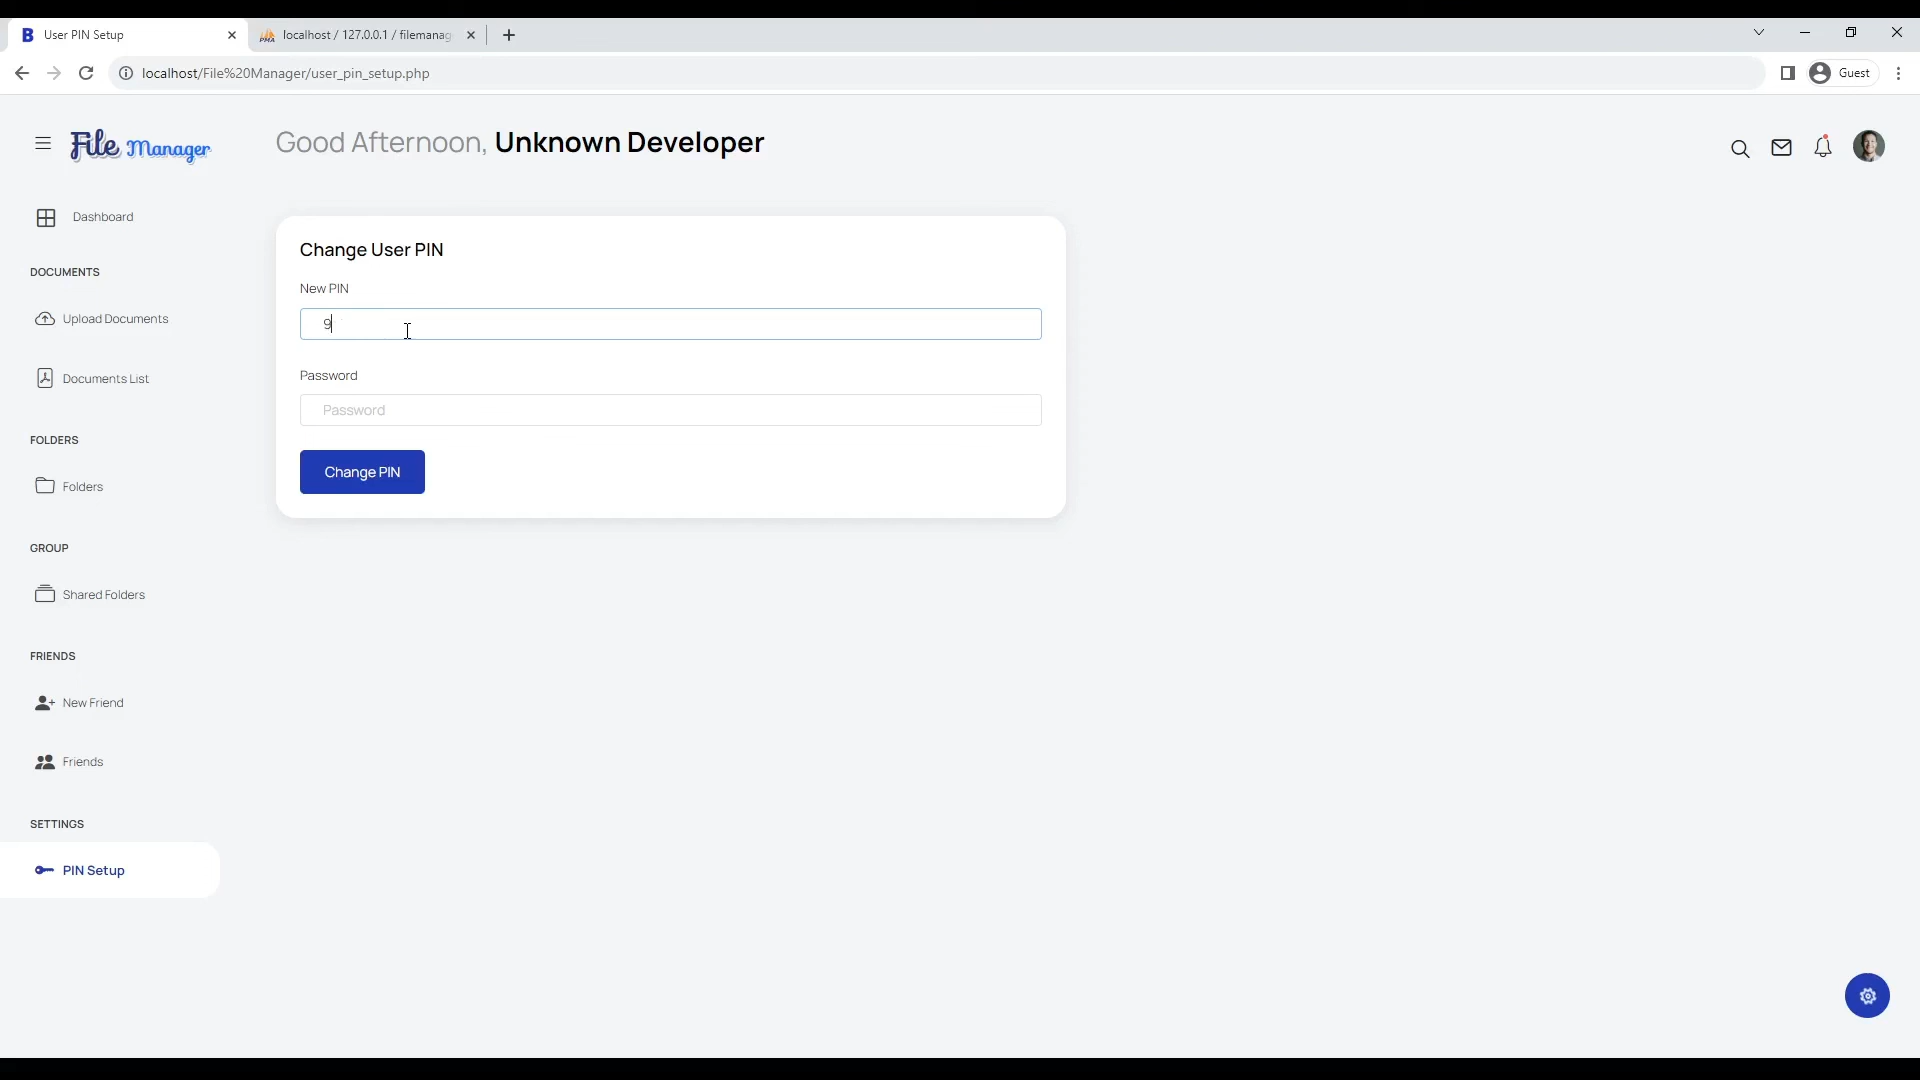 User PIN Setup
localhost / 127.0.0.1 / filemanag
localhost/File%20Manager/user_pin_setup.php
Guest
File Manager
Good Afternoon, Unknown Developer
Dashboard
DOCUMENTS
Upload Documents
Documents List
FOLDERS
Folders
GROUP
Shared Folders
FRIENDS
New Friend
Friends
SETTINGS
PIN Setup
Change User PIN
New PIN
9
Password
Password
Change PIN